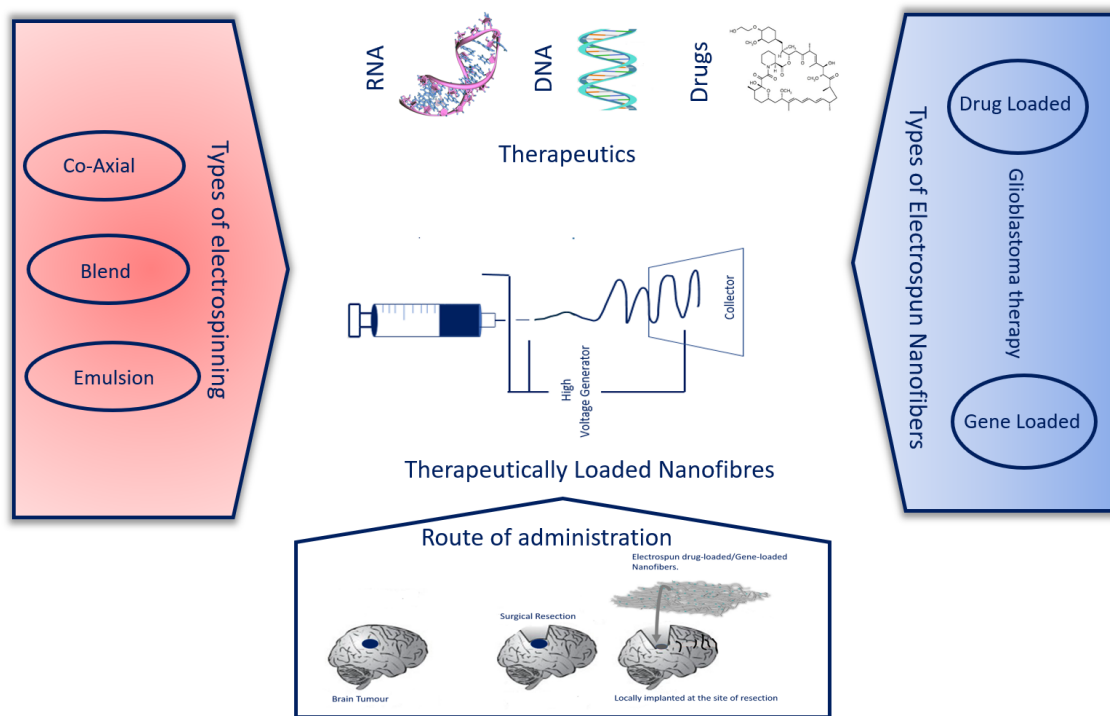 RNA
DNA
Drugs
Therapeutics
Types of electrospinning
Co-Axial
Blend
Emulsion
High
Voltage Generator
Collector
Therapeutically Loaded Nanofibres
Types of Electrospun Nanofibers
Glioblastoma therapy
Drug Loaded
Gene Loaded
Route of administration
Electrospun drug-loaded/Gene-loaded
Nanofibers.
Surgical Resection
Brain Tumour
Locally implanted at the site of resection